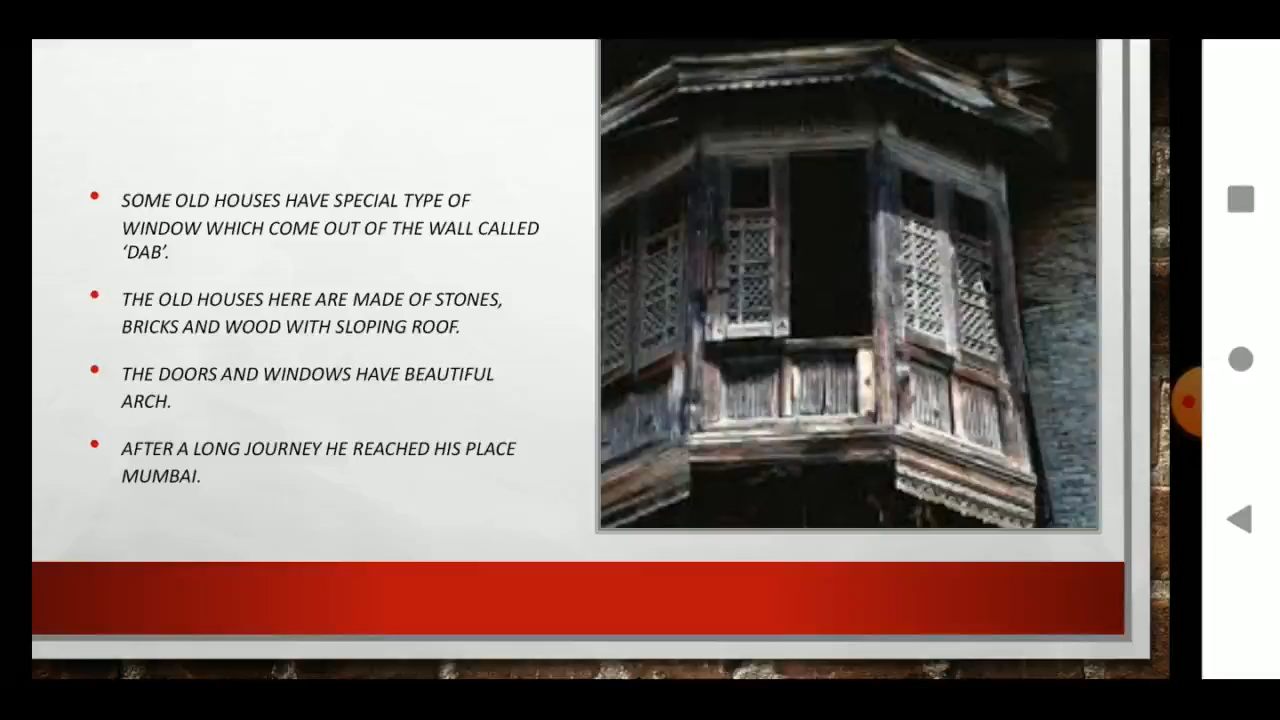 SOME OLD HOUSES HAVE SPECIAL TYPE OF
WINDOW WHICH COME OUT OF THE WALL CALLED
‘DAB’.
THE OLD HOUSES HERE ARE MADE OF STONES,
BRICKS AND WOOD WITH SLOPING ROOF.
THE DOORS AND WINDOWS HAVE BEAUTIFUL
ARCH.
AFTER A LONG JOURNEY HE REACHED HIS PLACE
MUMBAI.